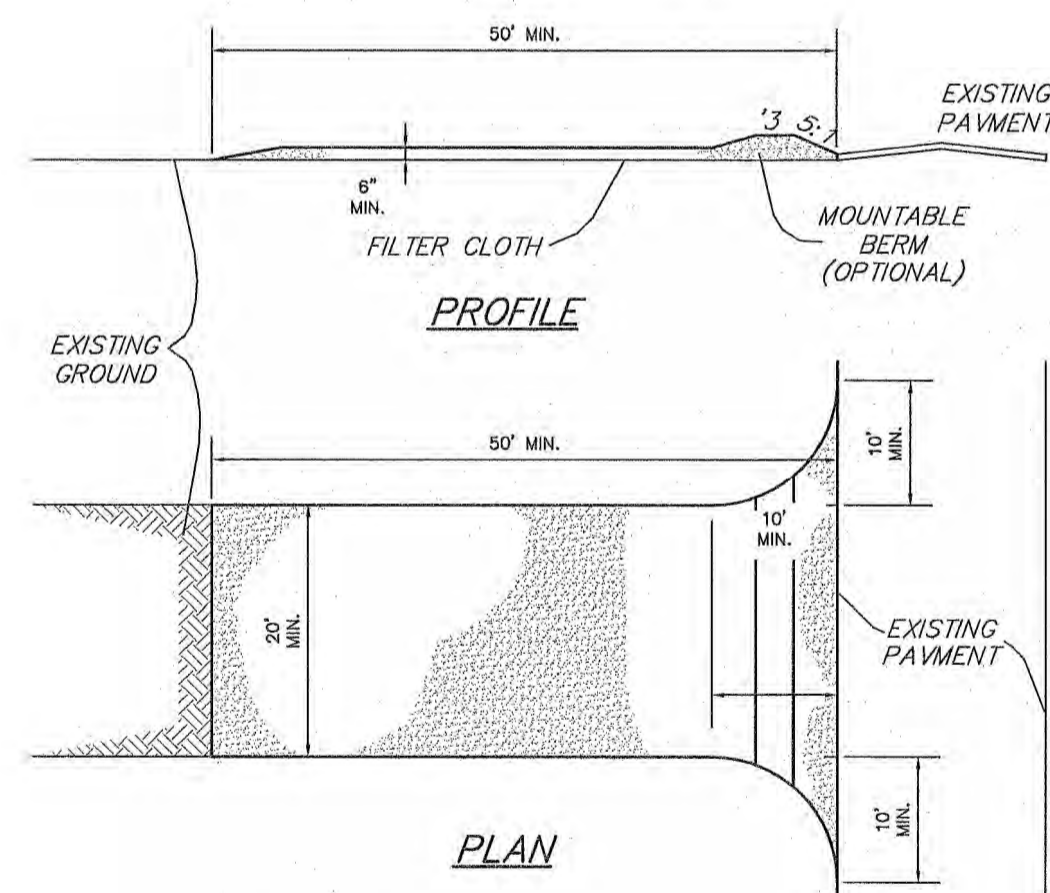 50' MIN.
EXISTING
PAVMENT
'3 5:1
6"
MIN.
FILTER CLOTH
MOUNTABLE
BERM
(OPTIONAL)
PROFILE
EXISTING
GROUND
50' MIN.
10'
MIN.
10'
MIN.
20'
MIN.
EXISTING
PAVMENT
10'
MIN.
PLAN